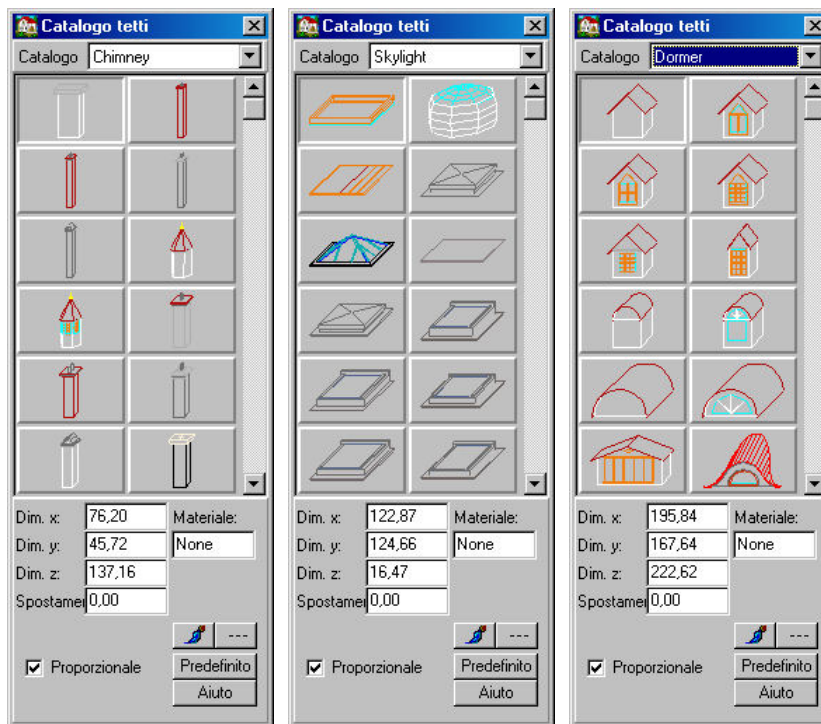 Catalogo tetti
Catalogo Chimney
Dim. x: 76,20 Materiale:
Dim. y: 45,72 None
Dim. z: 137,16
Spostamei 0,00
---
Proporzionale Predefinito
Aiuto
Catalogo tetti
Catalogo Skylight
Dim. x: 122,87 Materiale:
Dim. y: 124,66 None
Dim. z: 16,47
Spostamei 0,00
---
Proporzionale Predefinito
Aiuto
Catalogo tetti
Catalogo Dormer
Dim. x: 195,84 Materiale:
Dim. y: 167,64 None
Dim. z: 222,62
Spostamei 0,00
---
Proporzionale Predefinito
Aiuto